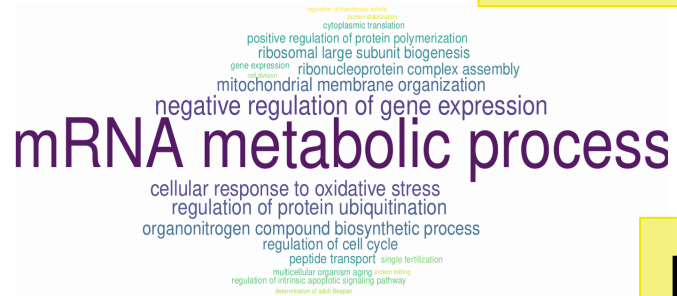 regulation of transferase activity
protein stabilization
cytoplasmic translation
positive regulation of protein polymerization
ribosomal large subunit biogenesis
gene expression
ribonucleoprotein complex assembly
cell division
mitochondrial membrane organization
negative regulation of gene expression
mRNA metabolic process
cellular response to oxidative stress
regulation of protein ubiquitination
organonitrogen compound biosynthetic process
regulation of cell cycle
peptide transport
single fertilization
multicellular organism aging
protein folding
regulation of intrinsic apoptotic signaling pathway
determination of adult lifespan